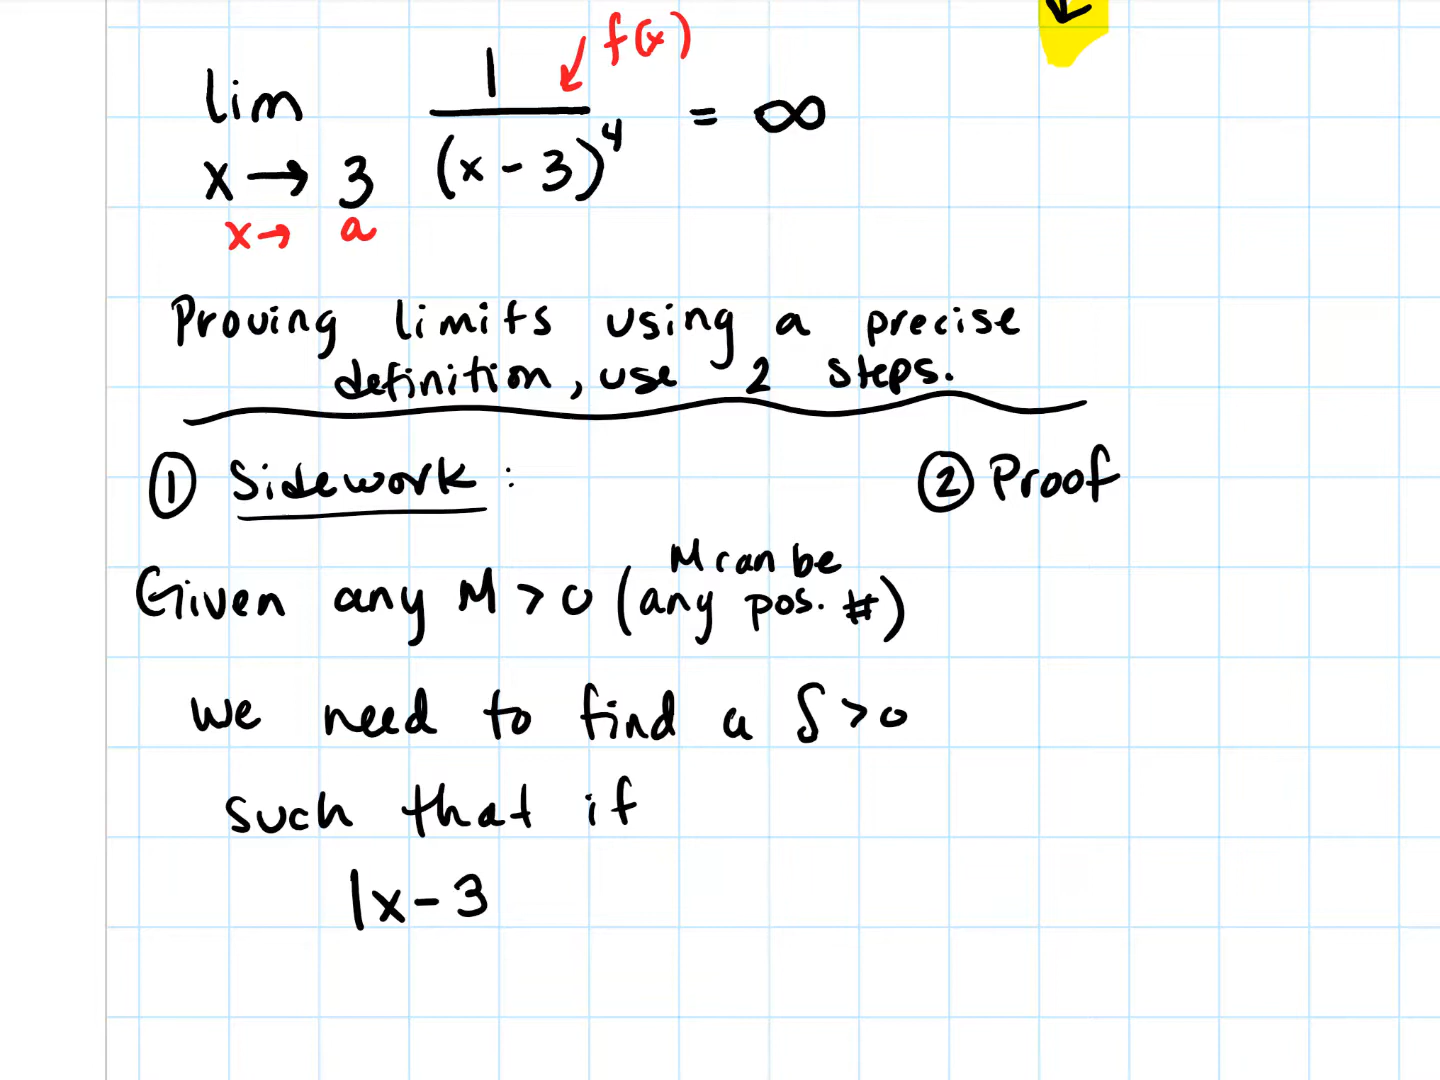 f(x)
lim 1/(x - 3)^4 = ∞
x → 3
x → a
Proving limits using a precise
definition, use 2 steps.
① Sidework :
② Proof
M can be
Given any M > 0 (any pos. #)
we need to find a δ > 0
such that if
|x - 3